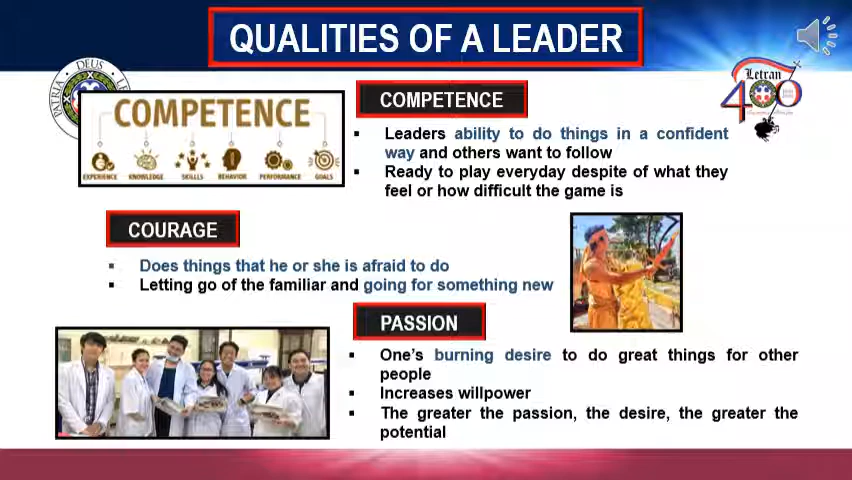 QUALITIES OF A LEADER
PATRIA DEUS LE
Letran
400
COMPETENCE
EXPERIENCE KNOWLEDGE SKILLS BEHAVIOR PERFORMANCE GOALS
COMPETENCE
Leaders ability to do things in a confident
way and others want to follow
Ready to play everyday despite of what they
feel or how difficult the game is
COURAGE
Does things that he or she is afraid to do
Letting go of the familiar and going for something new
PASSION
One's burning desire to do great things for other
people
Increases willpower
The greater the passion, the desire, the greater the
potential